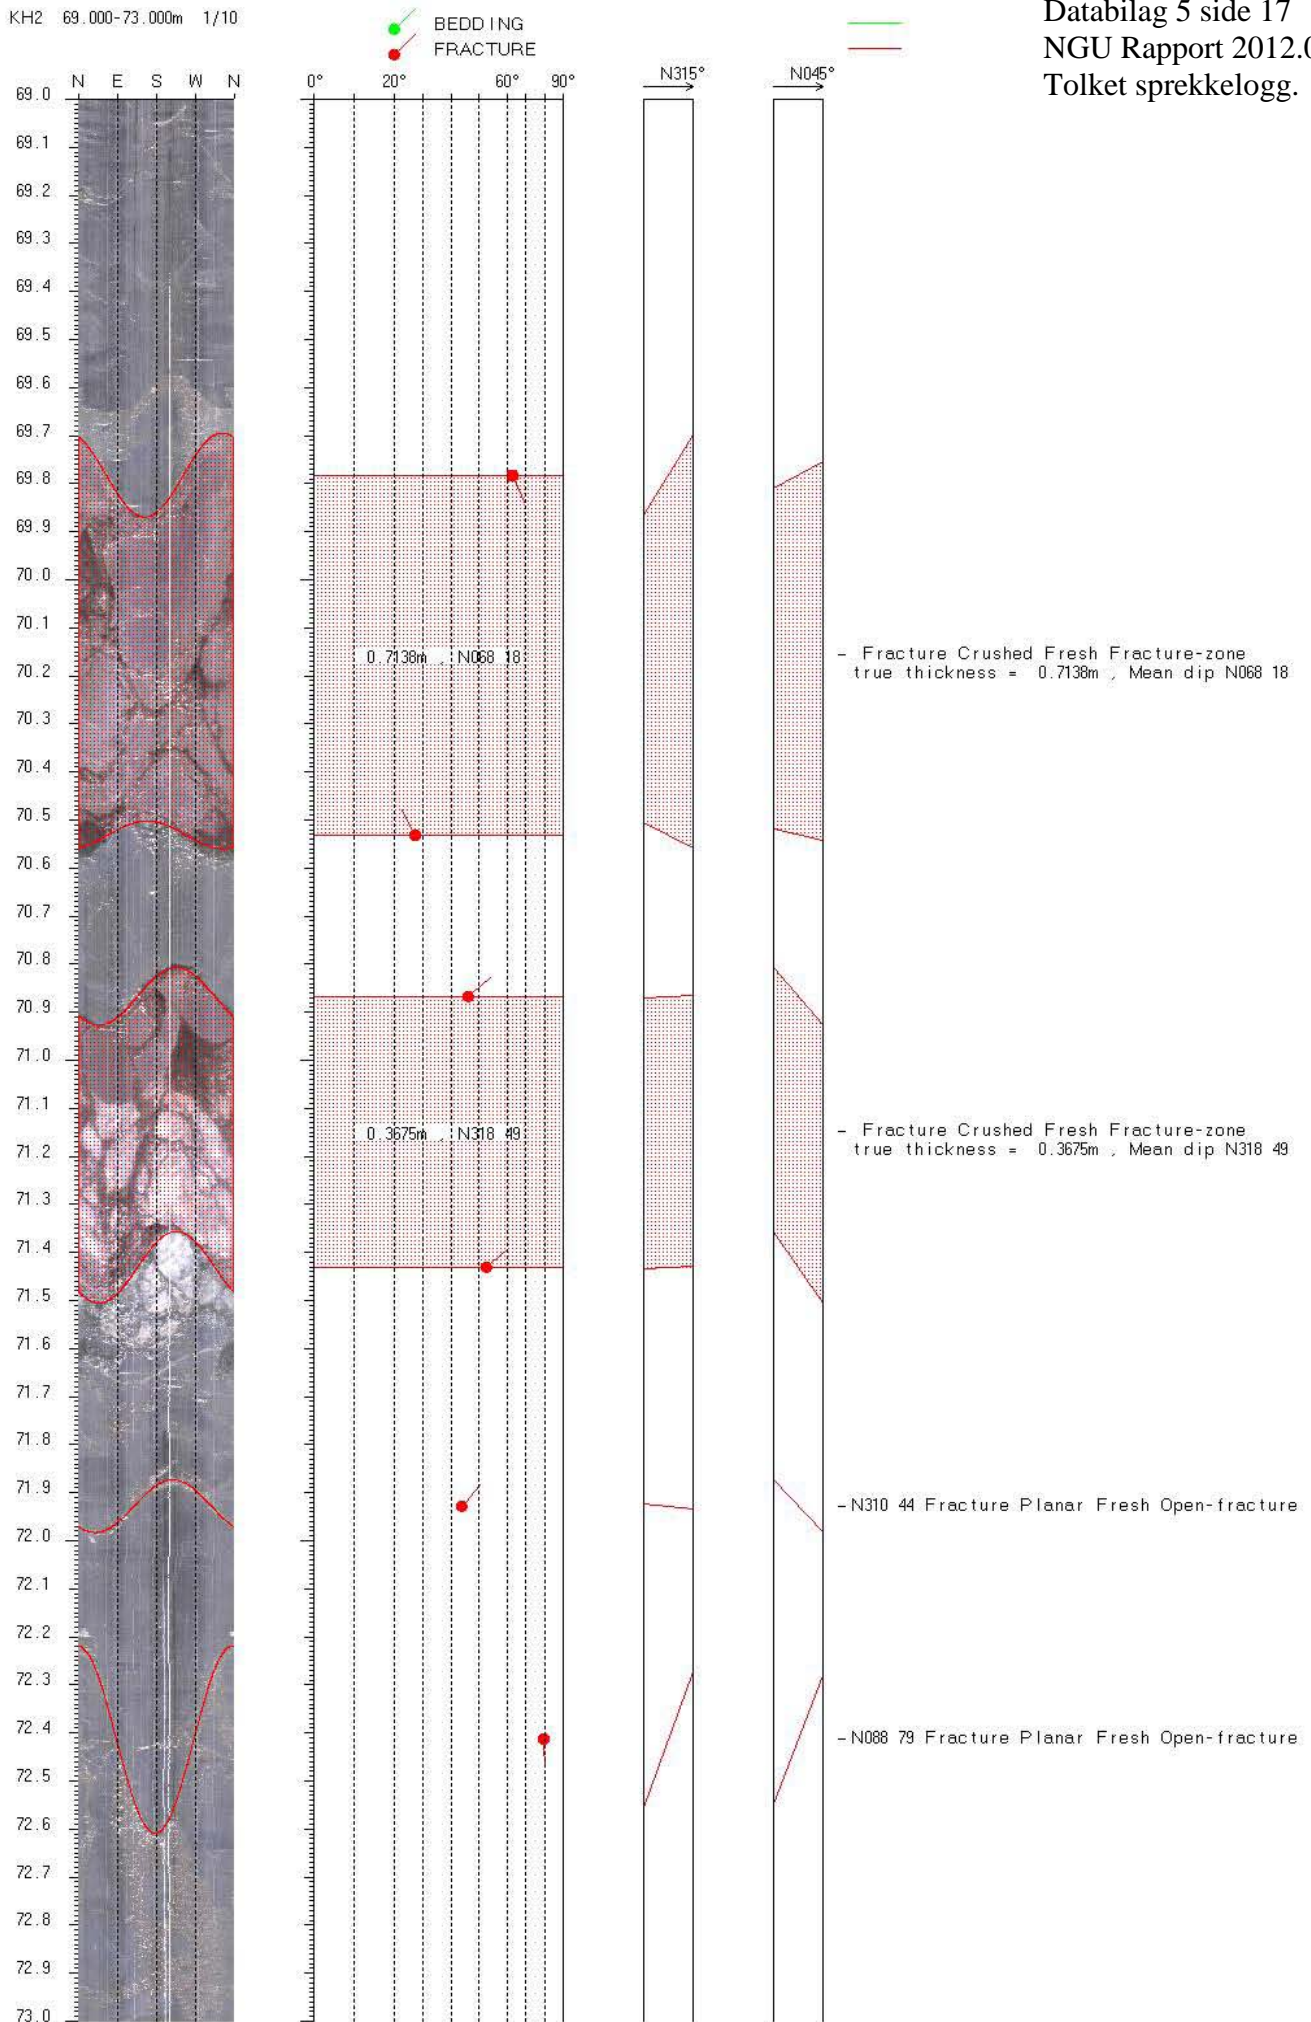 KH2 69.000-73.000m 1/10
BEDDING
FRACTURE
Databilag 5 side 17
NGU Rapport 2012.0
Tolket sprekkelogg.
N E S W N
0° 20° 60° 90°
N315°
N045°
69.0
69.1
69.2
69.3
69.4
69.5
69.6
69.7
69.8
69.9
70.0
70.1
0.7138m , N068 18
- Fracture Crushed Fresh Fracture-zone
true thickness = 0.7138m , Mean dip N068 18
70.2
70.3
70.4
70.5
70.6
70.7
70.8
70.9
71.0
71.1
0.3675m , N318 49
- Fracture Crushed Fresh Fracture-zone
true thickness = 0.3675m , Mean dip N318 49
71.2
71.3
71.4
71.5
71.6
71.7
71.8
71.9
-N310 44 Fracture Planar Fresh Open-fracture
72.0
72.1
72.2
72.3
72.4
-N088 79 Fracture Planar Fresh Open-fracture
72.5
72.6
72.7
72.8
72.9
73.0